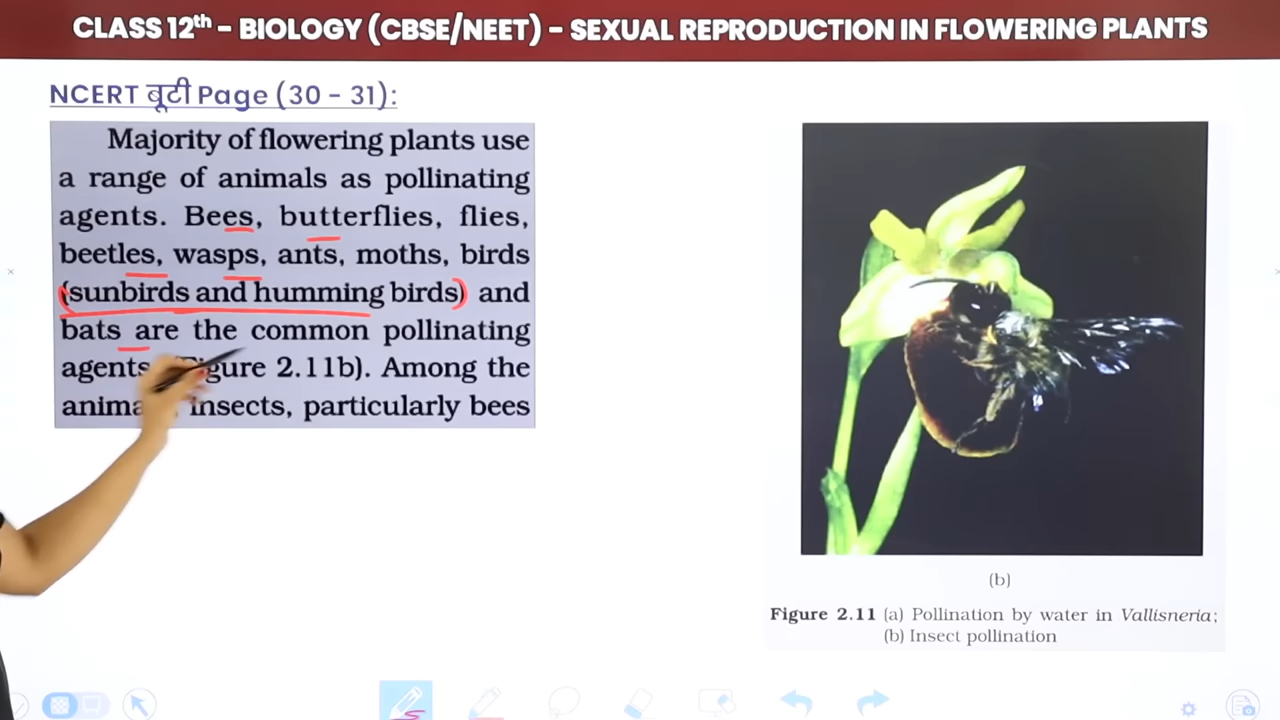 CLASS 12th – BIOLOGY (CBSE/NEET) – SEXUAL REPRODUCTION IN FLOWERING PLANTS
NCERT बूटी Page (30 - 31):
Majority of flowering plants use
a range of animals as pollinating
agents. Bees, butterflies, flies,
beetles, wasps, ants, moths, birds
(sunbirds and humming birds) and
bats are the common pollinating
agents 2.11b). Among the
insects, particularly bees
(b)
Figure 2.11 (a) Pollination by water in Vallisneria;
(b) Insect pollination